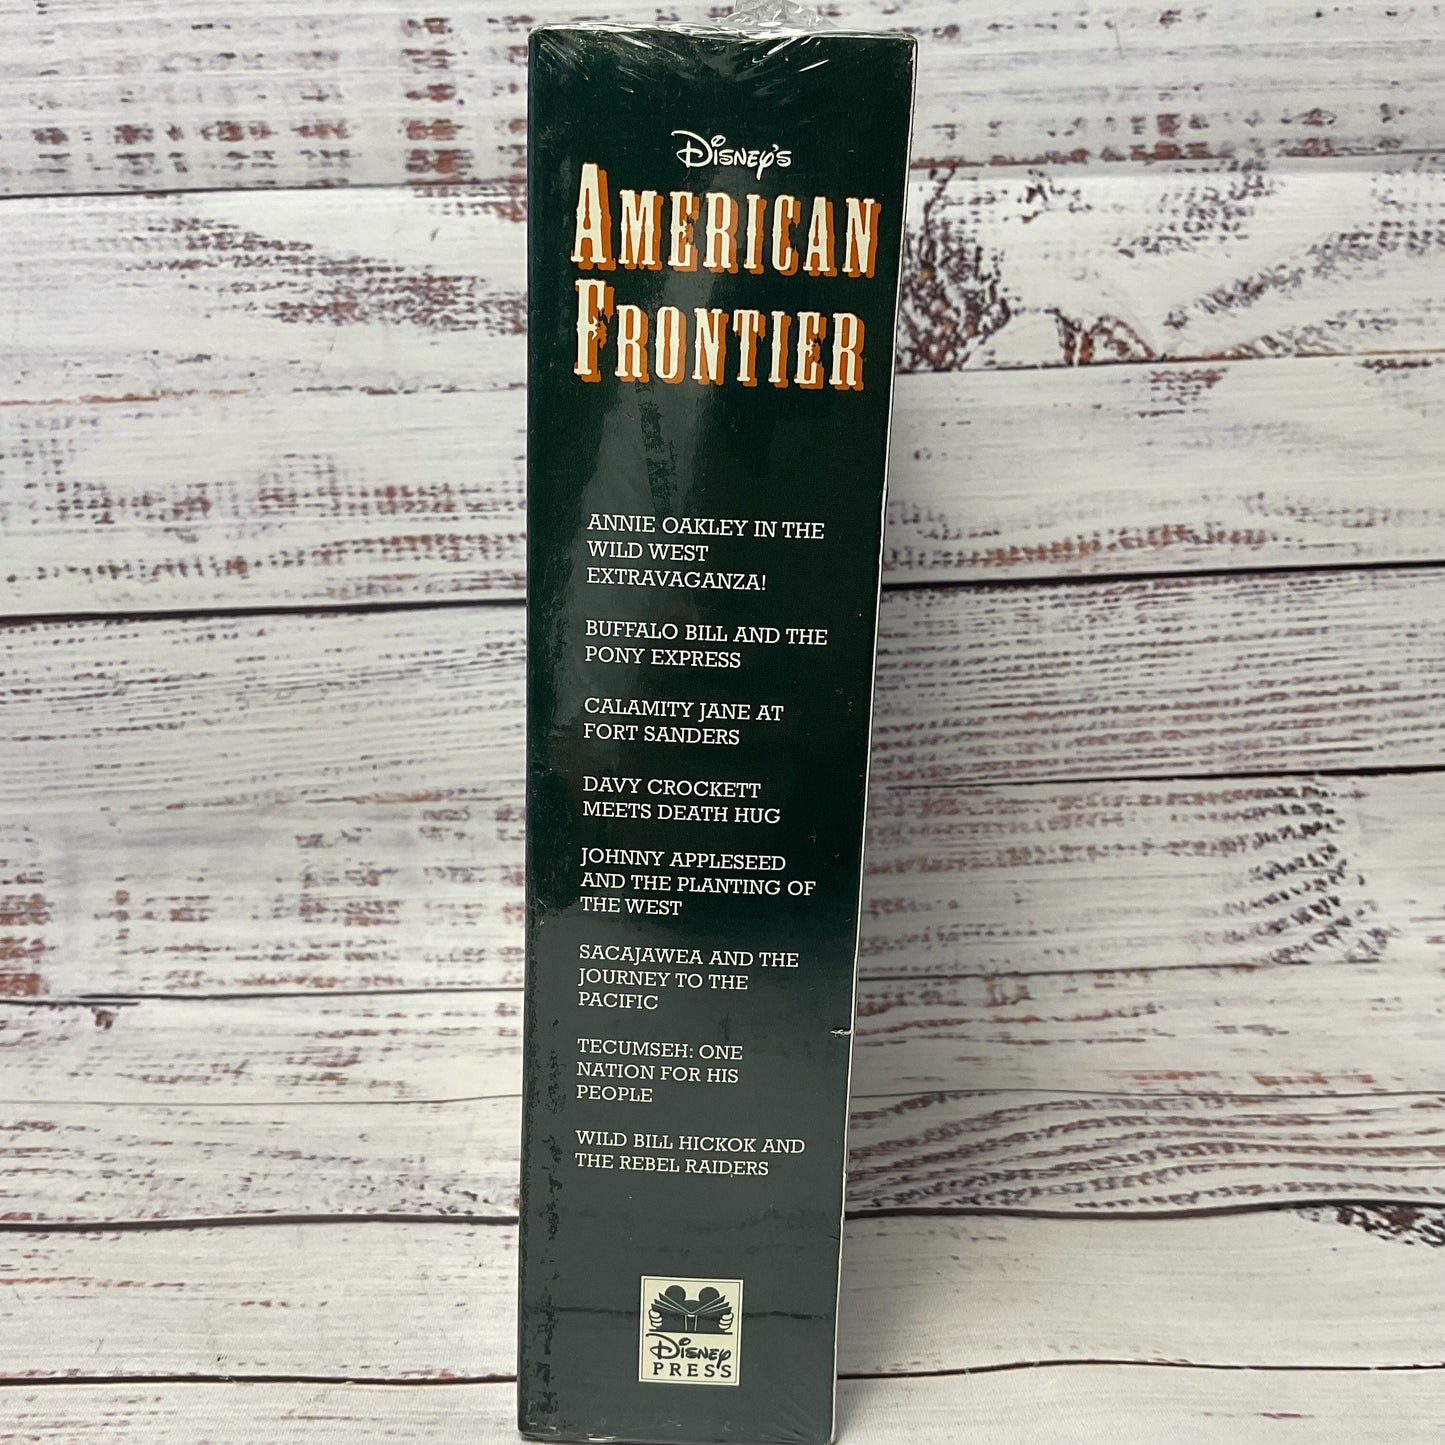 DISNEY'S
AMERICAN
FRONTIER
ANNIE OAKLEY IN THE
WILD WEST
EXTRAVAGANZA!
BUFFALO BILL AND THE
PONY EXPRESS
CALAMITY JANE AT
FORT SANDERS
DAVY CROCKETT
MEETS DEATH HUG
JOHNNY APPLESEED
AND THE PLANTING OF
THE WEST
SACAJAWEA AND THE
JOURNEY TO THE
PACIFIC
TECUMSEH: ONE
NATION FOR HIS
PEOPLE
WILD BILL HICKOK AND
THE REBEL RAIDERS
DISNEY
PRESS